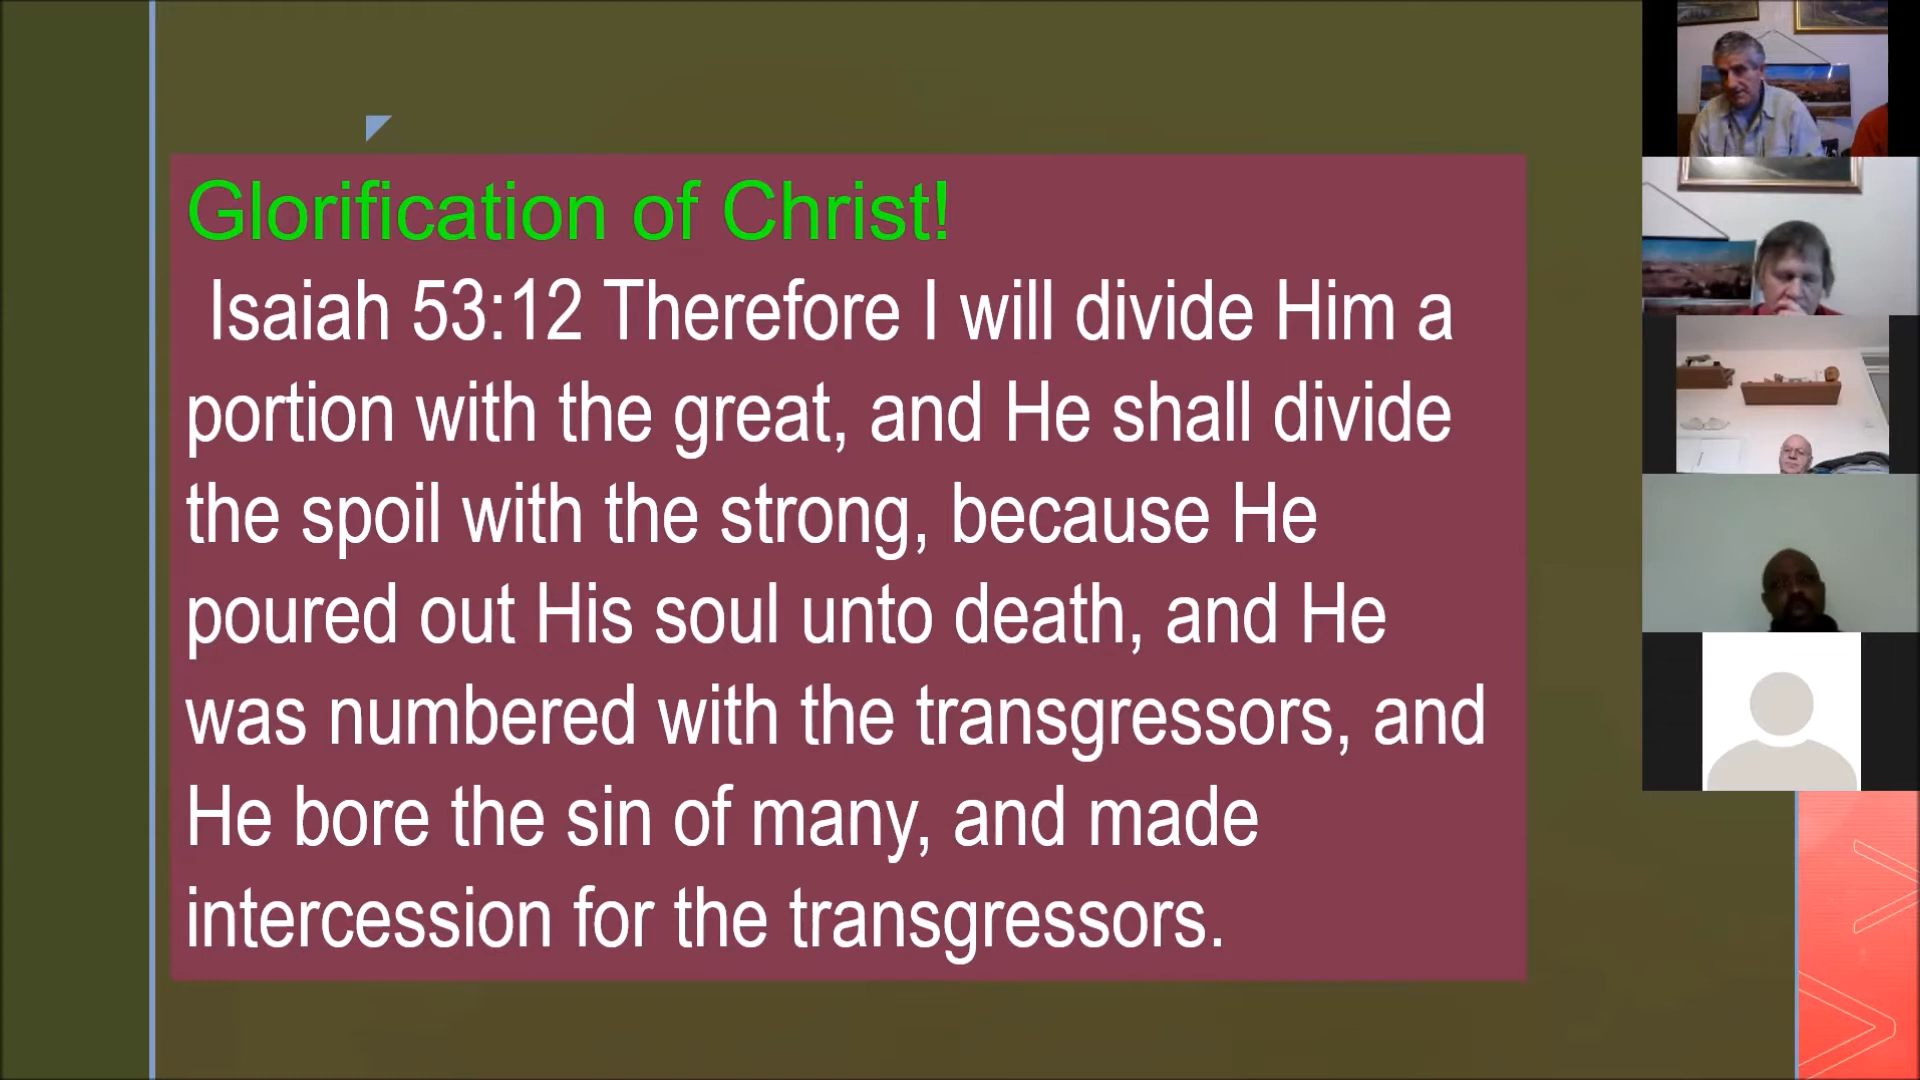 Glorification of Christ!
Isaiah 53:12 Therefore I will divide Him a
portion with the great, and He shall divide
the spoil with the strong, because He
poured out His soul unto death, and He
was numbered with the transgressors, and
He bore the sin of many, and made
intercession for the transgressors.